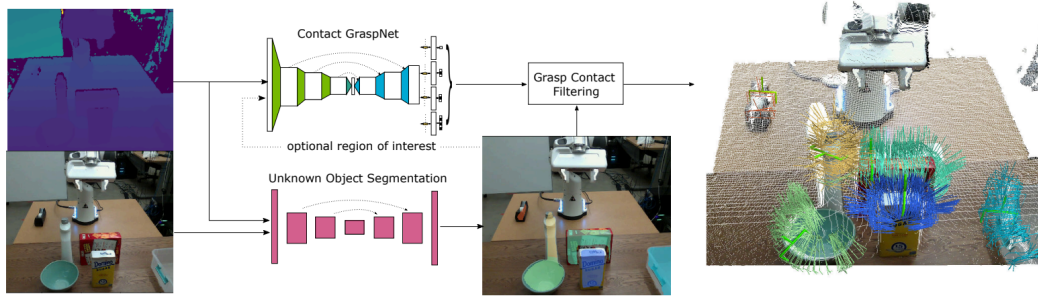 Contact GraspNet
Grasp Contact
Filtering
optional region of interest
Unknown Object Segmentation